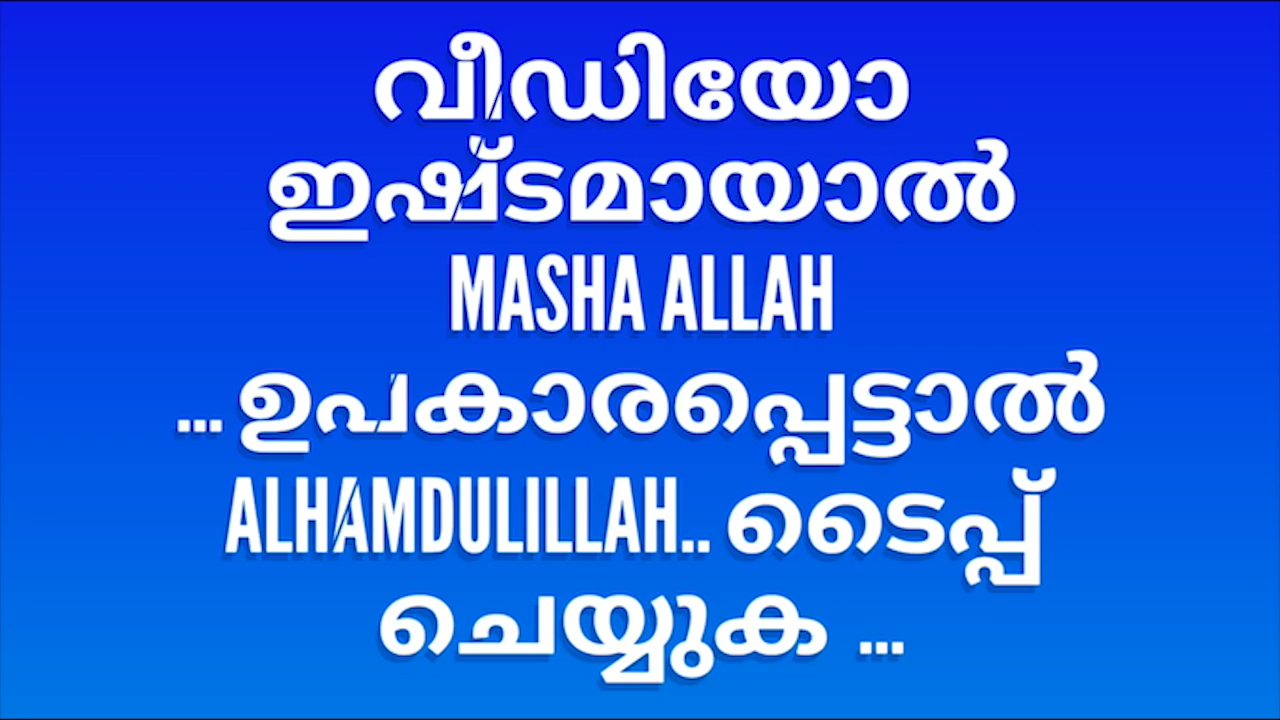 വീഡിയോ
ഇഷ്ടമായാൽ
MASHA ALLAH
... ഉപകാരപ്പെട്ടാൽ
ALHAMDULILLAH.. ടൈപ്പ്
ചെയ്യുക ...